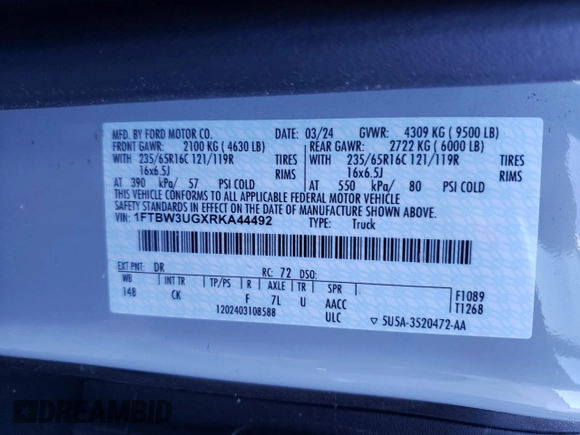 MFD. BY FORD MOTOR CO. 03/24 GVWR: 4309 KG ( 9500 LB)
FRONT GAWR: 2100 KG ( 4630 LB) REAR GAWR: 2722 KG ( 6000 LB)
WITH 235/65R16C 121/119R TIRES WITH 235/65R16C 121/119R TIRES
16x6.5J RIMS 16x6.5J RIMS
AT 390 kPa/ 57 PSI COLD AT 550 kPa/ 80 PSI COLD
THIS VEHICLE CONFORMS TO ALL APPLICABLE FEDERAL MOTOR VEHICLE
SAFETY STANDARDS IN EFFECT ON THE DATE OF MANUFACTURE SHOWN ABOVE.
VIN: 1FTBW3UGXRKA44492 TYPE: Truck
EXT PNT: DR RC: 72 DSO:
WB INT TR TP/PS R AXLE TR SPR F1089
148 CK F 7L U AACC T1268
1202403108588 ULC ▽ 5U5A-3520472-AA
DREAMBID